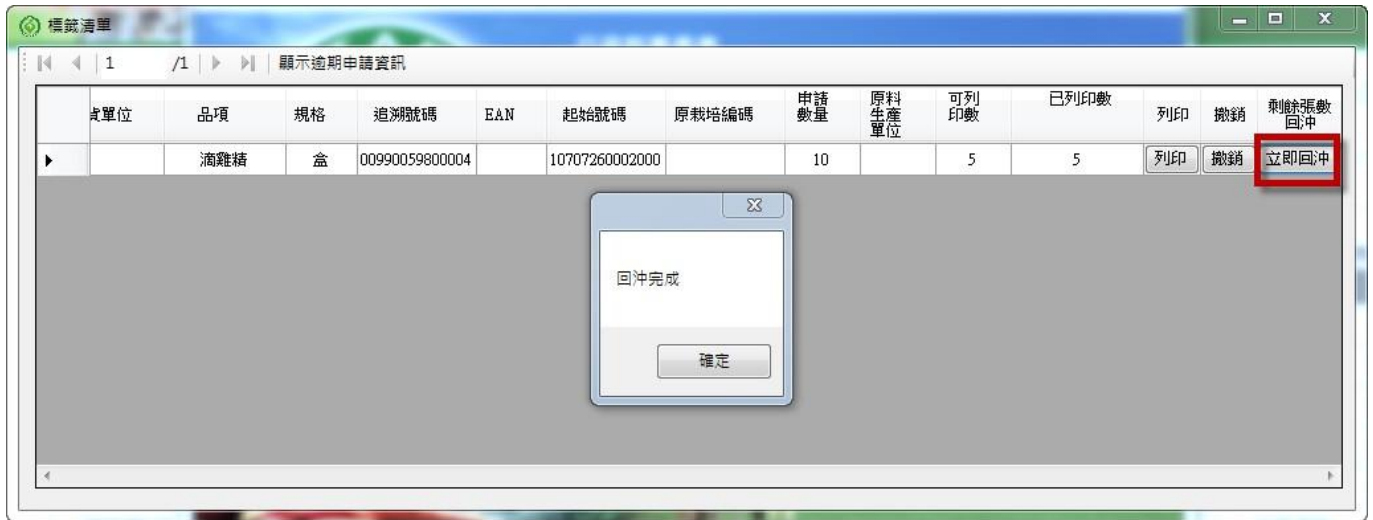 標籤清單
1 /1 顯示逾期申請資訊
貨單位 品項 規格 追溯號碼 EAN 起始號碼 原栽培編碼 申請數量 原料生產單位 可列印數 已列印數 列印 撤銷 剩餘張數回沖
滴雞精 盒 00990059800004 10707260002000 10 5 5 列印 撤銷 立即回沖
回沖完成
確定